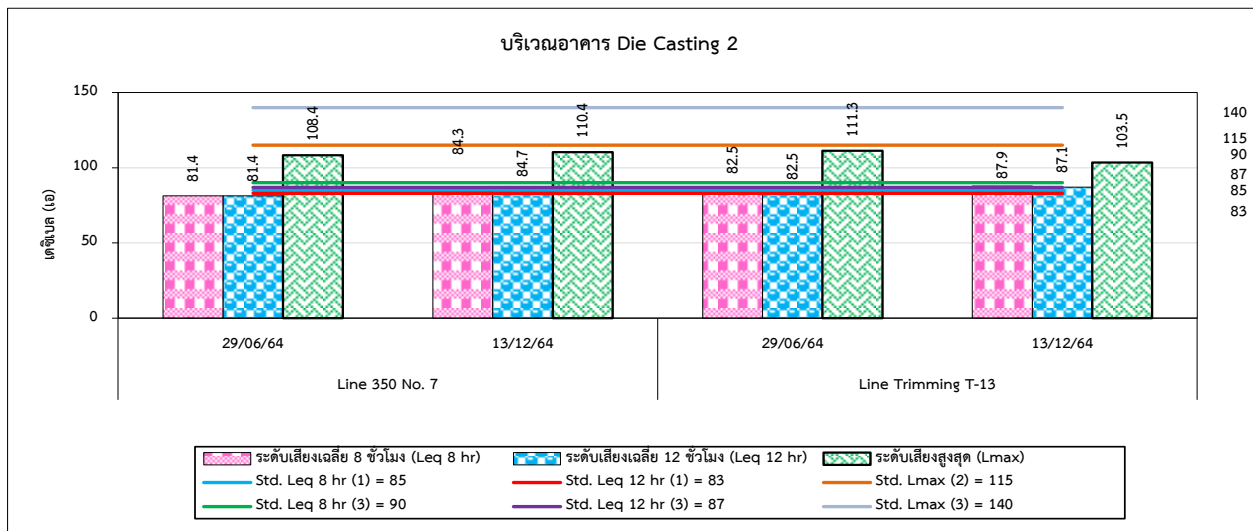 บริเวณอาคาร Die Casting 2
เดซิเบล (เอ)
150
100
50
0
81.4
81.4
108.4
84.3
84.7
110.4
82.5
82.5
111.3
87.9
87.1
103.5
140
115
90
87
85
83
29/06/64
13/12/64
29/06/64
13/12/64
Line 350 No. 7
Line Trimming T-13
ระดับเสียงเฉลี่ย 8 ชั่วโมง (Leq 8 hr)
ระดับเสียงเฉลี่ย 12 ชั่วโมง (Leq 12 hr)
ระดับเสียงสูงสุด (Lmax)
Std. Leq 8 hr (1) = 85
Std. Leq 12 hr (1) = 83
Std. Lmax (2) = 115
Std. Leq 8 hr (3) = 90
Std. Leq 12 hr (3) = 87
Std. Lmax (3) = 140